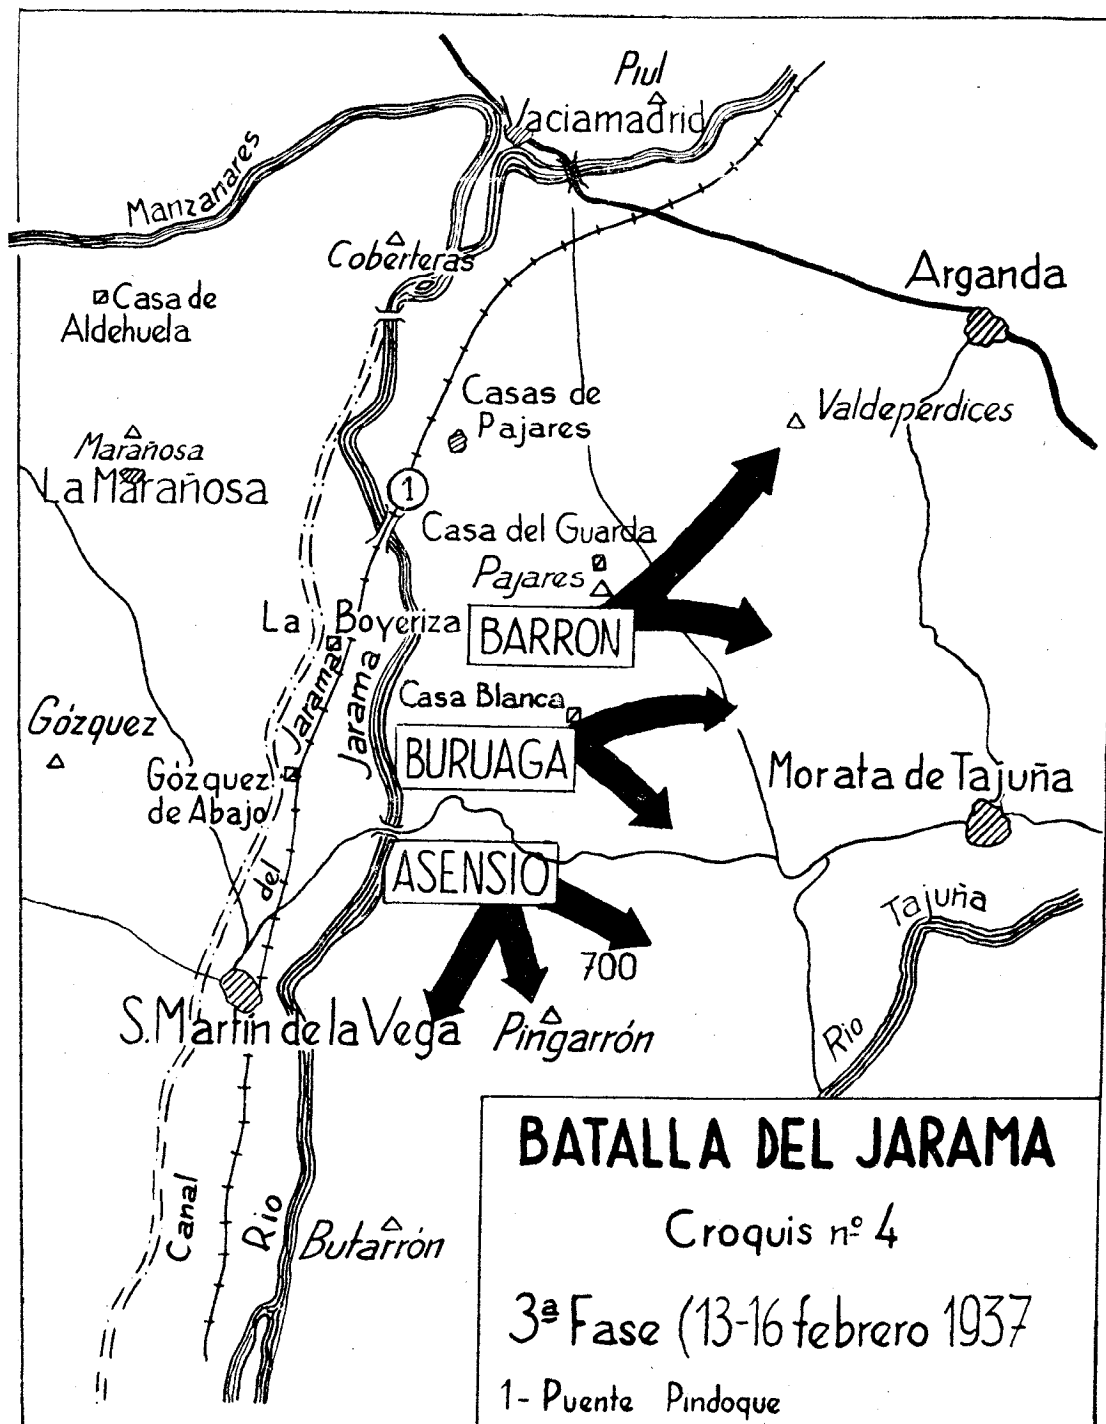 Piul
Vaciamadrid
Manzanares
Coberteras
Arganda
Casa de
Aldehuela
Casas de
Pajares
Valdeperdices
Marañosa
La Marañosa
1
Casa del Guarda
Pajares
La Boyeriza
BARRON
Jarama
Jarama
Casa Blanca
Gózquez
BURUAGA
Gózquez
de Abajo
Morata de Tajuña
ASENSIO
del
Tajuña
700
S. Martín de la Vega
Pingarrón
Rio
Canal
Rio
Butarrón
BATALLA DEL JARAMA
Croquis nº 4
3ª Fase (13-16 febrero 1937
1- Puente Pindoque